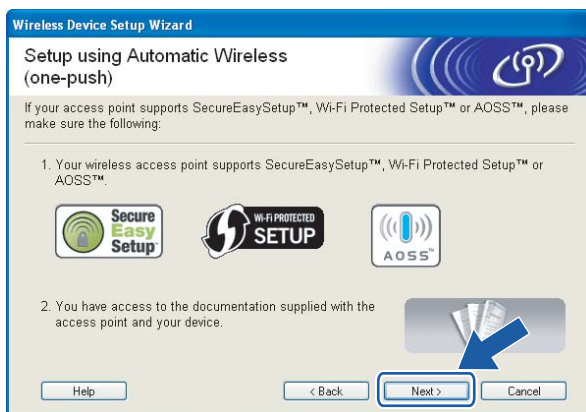 Wireless Device Setup Wizard
Setup using Automatic Wireless
(one-push)
If your access point supports SecureEasySetup™, Wi-Fi Protected Setup™ or AOSS™, please
make sure the following:
1. Your wireless access point supports SecureEasySetup™, Wi-Fi Protected Setup™ or
AOSS™.
Secure
Easy
Setup™
WI-FI PROTECTED
SETUP
AOSS™
2. You have access to the documentation supplied with the
access point and your device.
Help
< Back
Next >
Cancel